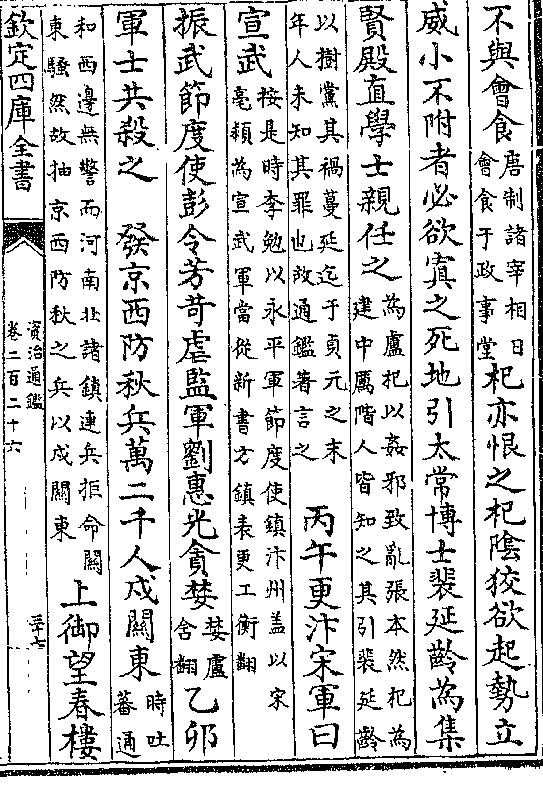 不與會食唐制諸宰相日會食于政事堂杞亦恨之杞陰狡欲起勢立
威小不附者必欲寘之死地引太常博士裴延齡為集
賢殿直學士親任之為盧杞以姦邪致亂張本然杞為建中厲階人皆知之其引裴延齡
以樹黨其禍蔓延迄于貞元之末年人未知其罪也故通鑑著言之丙午更汴宋軍曰
宣武按是時李勉以永平軍節度使鎮汴州盖以宋亳潁為宣武軍當從新書方鎮表更工衡翻
振武節度使彭令芳苛虐監軍劉惠光貪婪婪盧含翻乙卯
軍士共殺之 發京西防秋兵萬二千人戍關東時吐蕃通
和西邊無警而河南北諸鎮連兵拒命關東騷然故抽京西防秋之兵以戍關東上御望春樓
欽定四庫全書
資治通鑑
卷二百二十六
三十七